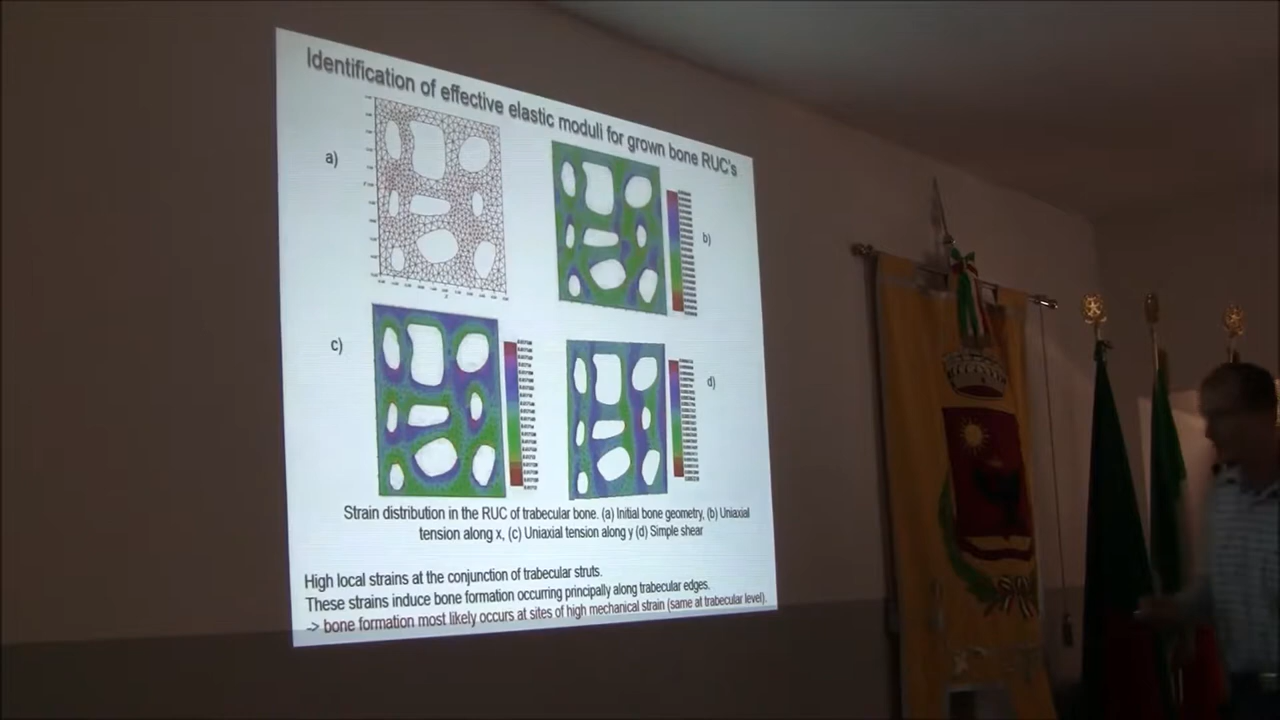 Identification of effective elastic moduli for grown bone RUC's
a)
b)
c)
d)
Strain distribution in the RUC of trabecular bone. (a) Initial bone geometry, (b) Uniaxial
tension along x, (c) Uniaxial tension along y (d) Simple shear
High local strains at the conjunction of trabecular struts.
These strains induce bone formation occurring principally along trabecular edges.
-> bone formation most likely occurs at sites of high mechanical strain (same at trabecular level).